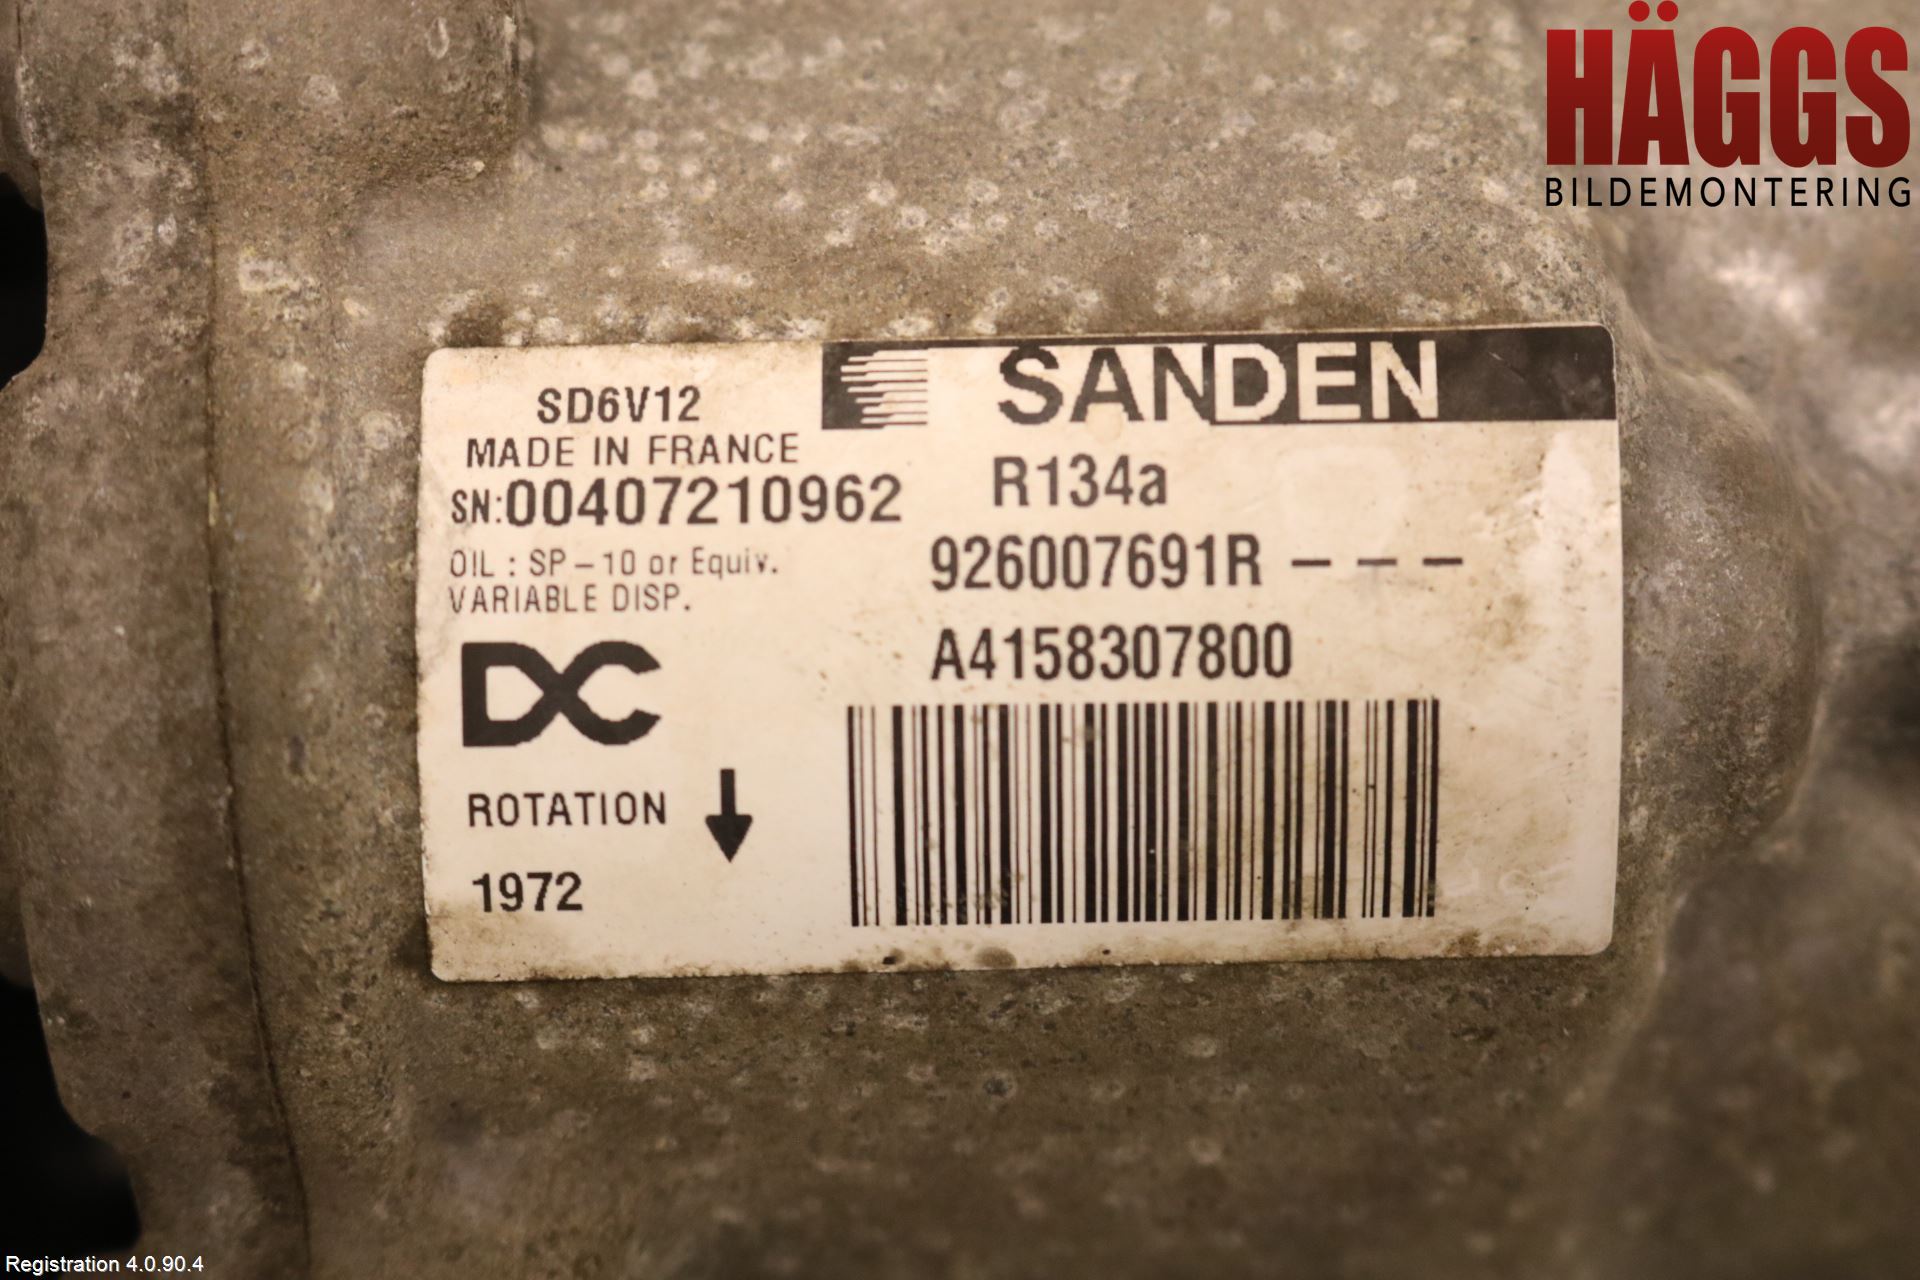 HÄGGS
BILDEMONTERING
SANDEN
SD6V12
MADE IN FRANCE
SN:00407210962
R134a
OIL : SP-10 or Equiv.
VARIABLE DISP.
926007691R - - -
A4158307800
DC
ROTATION
1972
Registration 4.0.90.4